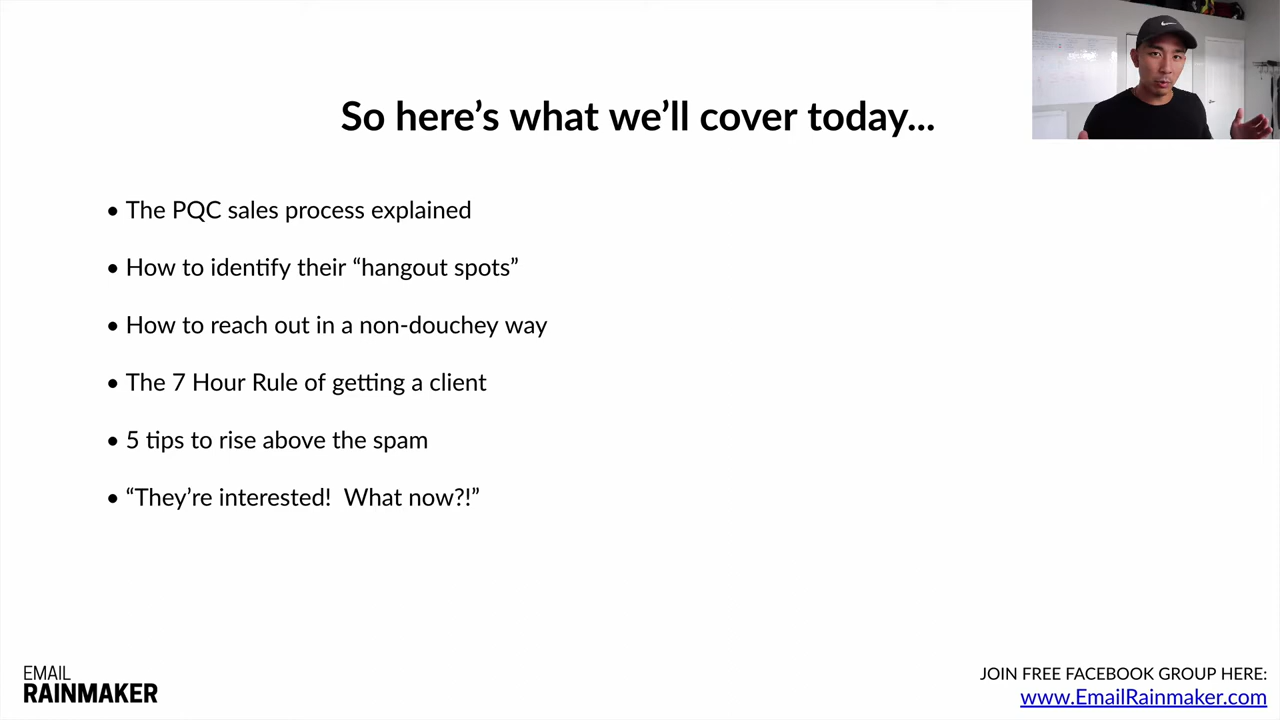 So here’s what we’ll cover today...
• The PQC sales process explained
• How to identify their “hangout spots”
• How to reach out in a non-douchey way
• The 7 Hour Rule of getting a client
• 5 tips to rise above the spam
• “They’re interested!  What now?!”
EMAIL
RAINMAKER
JOIN FREE FACEBOOK GROUP HERE:
www.EmailRainmaker.com